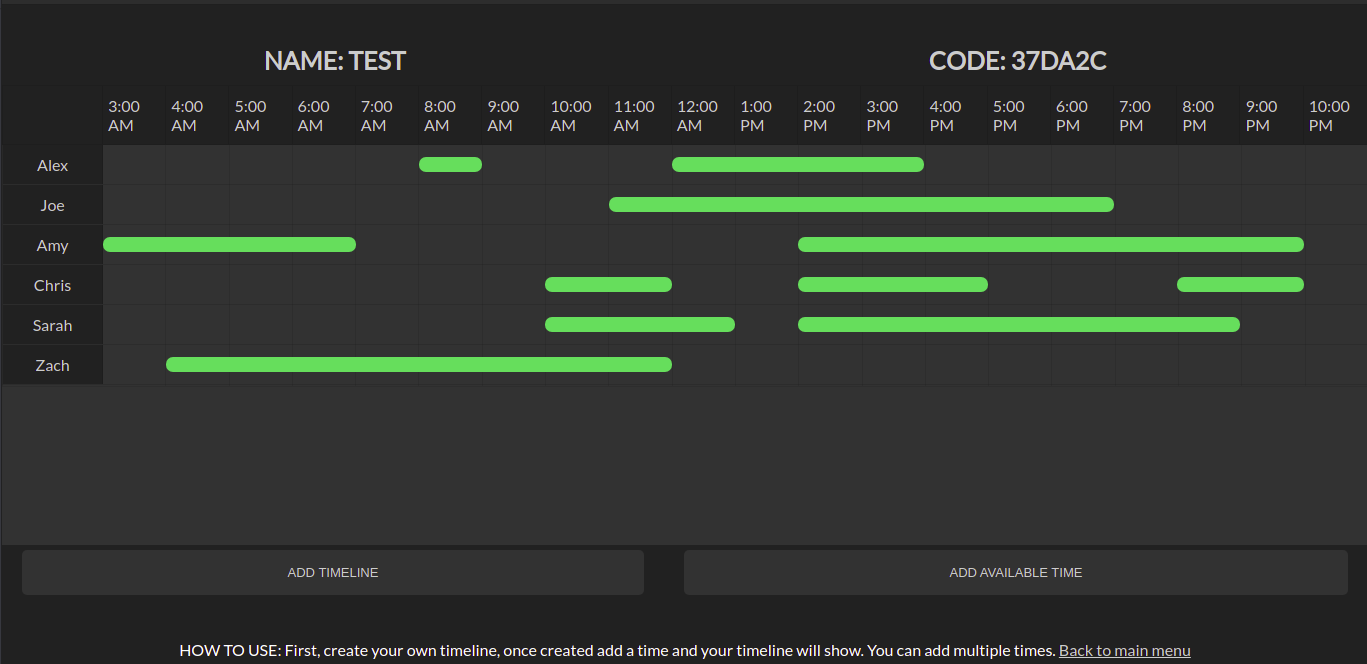 NAME: TEST CODE: 37DA2C
3:00 AM 4:00 AM 5:00 AM 6:00 AM 7:00 AM 8:00 AM 9:00 AM 10:00 AM 11:00 AM 12:00 AM 1:00 PM 2:00 PM 3:00 PM 4:00 PM 5:00 PM 6:00 PM 7:00 PM 8:00 PM 9:00 PM 10:00 PM
Alex
Joe
Amy
Chris
Sarah
Zach
ADD TIMELINE ADD AVAILABLE TIME
HOW TO USE: First, create your own timeline, once created add a time and your timeline will show. You can add multiple times. Back to main menu